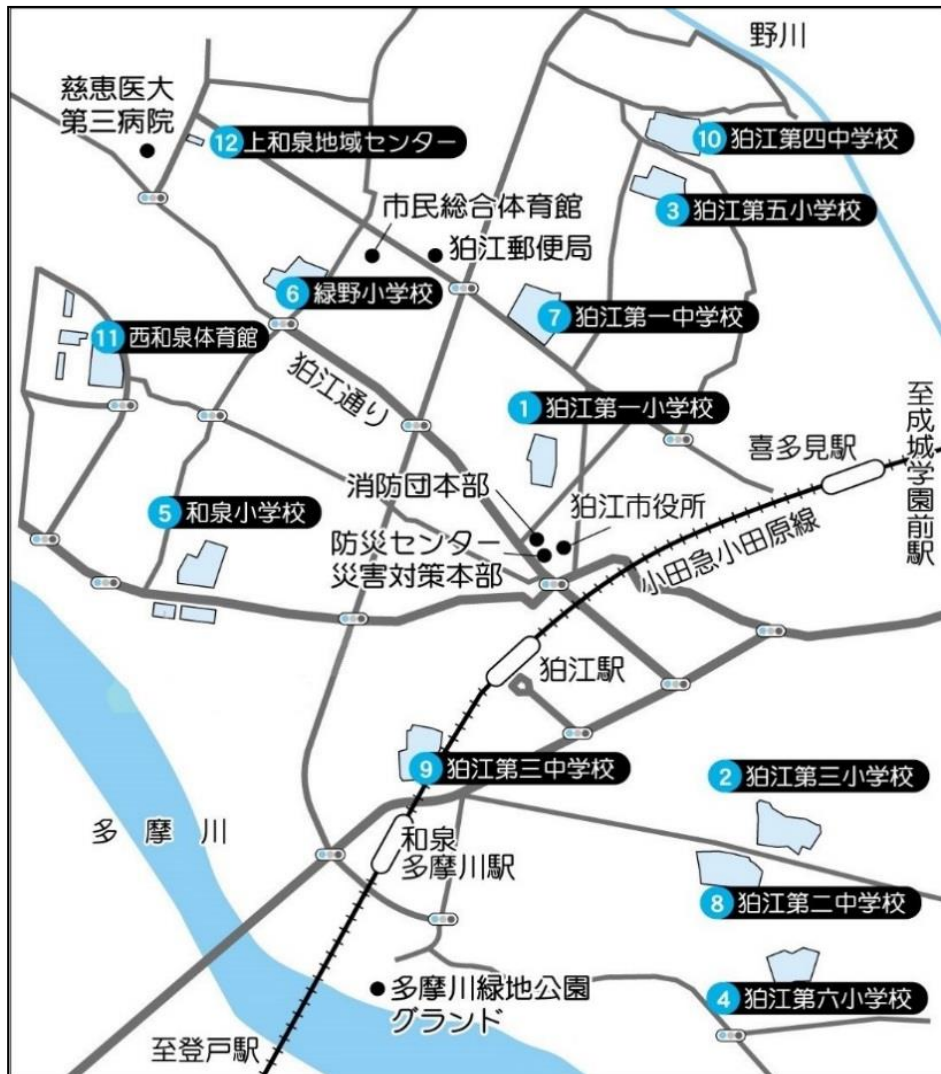 野川
慈恵医大
第三病院
12 上和泉地域センター
10 狛江第四中学校
3 狛江第五小学校
市民総合体育館
狛江郵便局
6 緑野小学校
7 狛江第一中学校
11 西和泉体育館
狛江通り
1 狛江第一小学校
至成城学園前駅
喜多見駅
消防団本部
狛江市役所
5 和泉小学校
防災センター
災害対策本部
小田急小田原線
狛江駅
9 狛江第三中学校
2 狛江第三小学校
多摩川
和泉
多摩川駅
8 狛江第二中学校
多摩川緑地公園
グランド
4 狛江第六小学校
至登戸駅